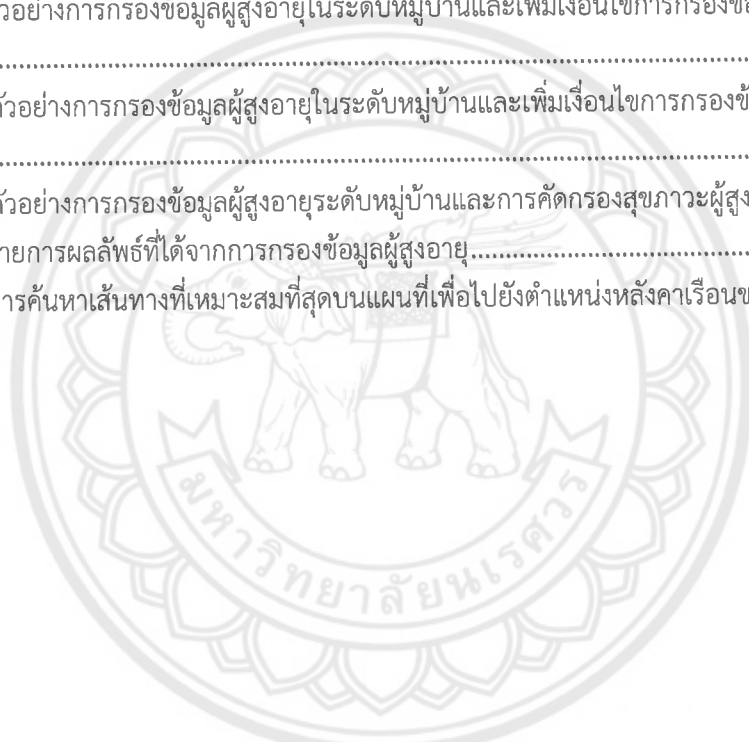 วอย่างการกรองข้อมูลผู้สูงอายุในระดับหมู่บ้านและเพิ่มเงื่อนไขการกรองข้อ
................................................................................
ตัวอย่างการกรองข้อมูลผู้สูงอายุในระดับหมู่บ้านและเพิ่มเงื่อนไขการกรองข้
................................................................................
ตัวอย่างการกรองข้อมูลผู้สูงอายุระดับหมู่บ้านและการคัดกรองสุขภาวะผู้สูง
ายการผลลัพธ์ที่ได้จากการกรองข้อมูลผู้สูงอายุ..............................
ารค้นหาเส้นทางที่เหมาะสมที่สุดบนแผนที่เพื่อไปยังตำแหน่งหลังคาเรือนข
มหาวิทยาลัยนเรศวร